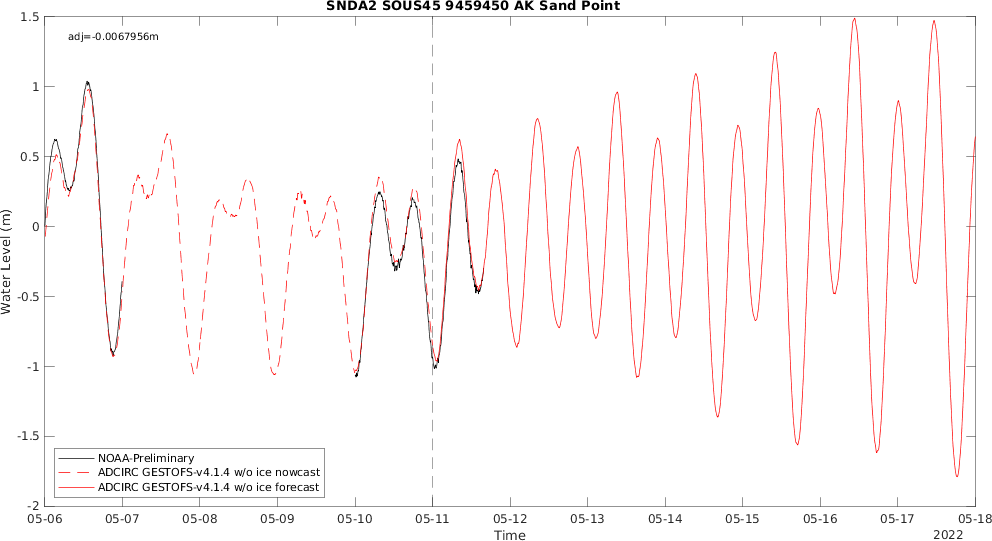 SNDA2 SOUS45 9459450 AK Sand Point
adj=-0.0067956m
1.5
1
0.5
0
-0.5
-1
-1.5
-2
Water Level (m)
NOAA-Preliminary
ADCIRC GESTOFS-v4.1.4 w/o ice nowcast
ADCIRC GESTOFS-v4.1.4 w/o ice forecast
05-06 05-07 05-08 05-09 05-10 05-11 05-12 05-13 05-14 05-15 05-16 05-17 05-18
Time
2022